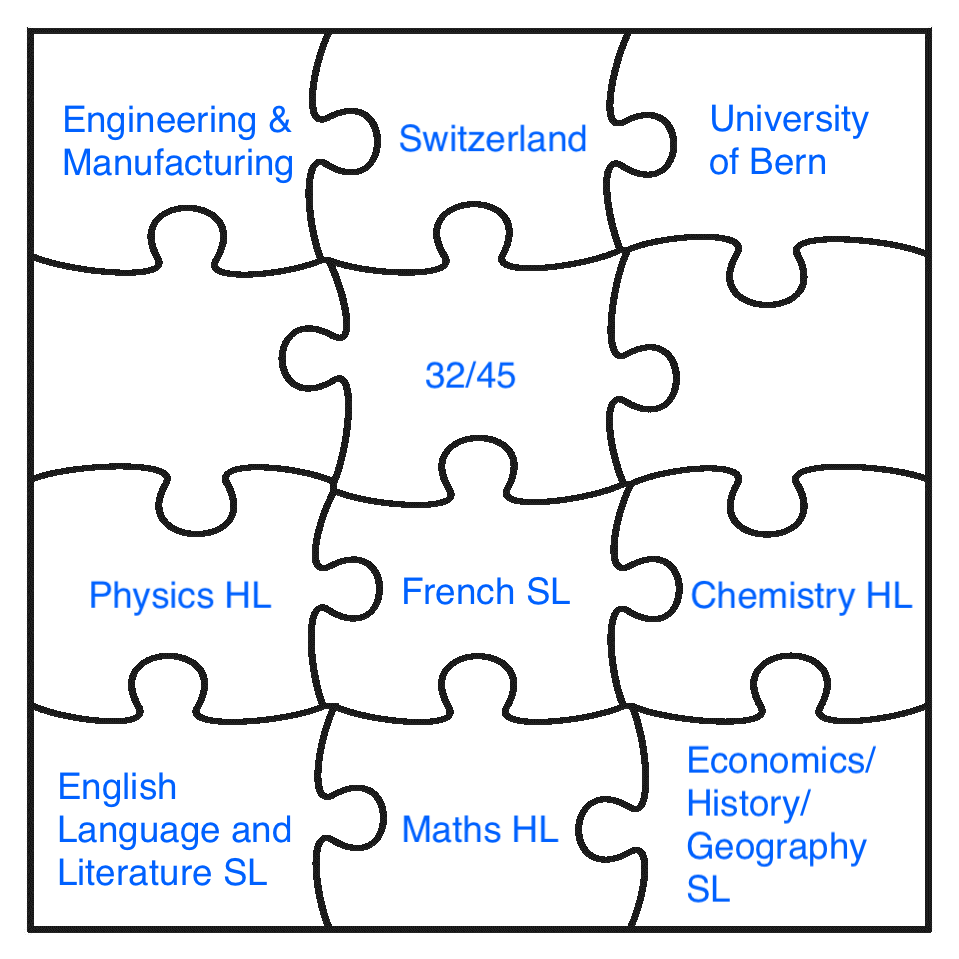 Engineering &
Manufacturing
Switzerland
University
of Bern
32/45
Physics HL
French SL
Chemistry HL
English
Language and
Literature SL
Maths HL
Economics/
History/
Geography
SL